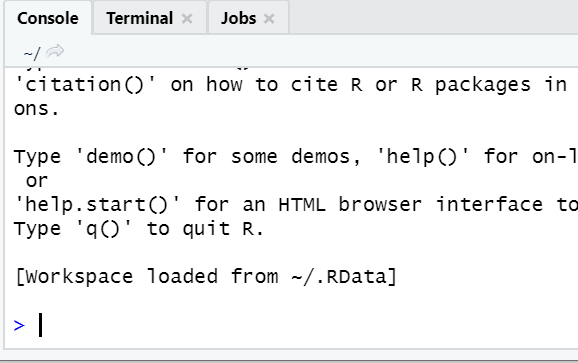 Console Terminal Jobs
~/
'citation()' on how to cite R or R packages in
ons.
Type 'demo()' for some demos, 'help()' for on-l
or
'help.start()' for an HTML browser interface to
Type 'q()' to quit R.
[Workspace loaded from ~/.RData]
>